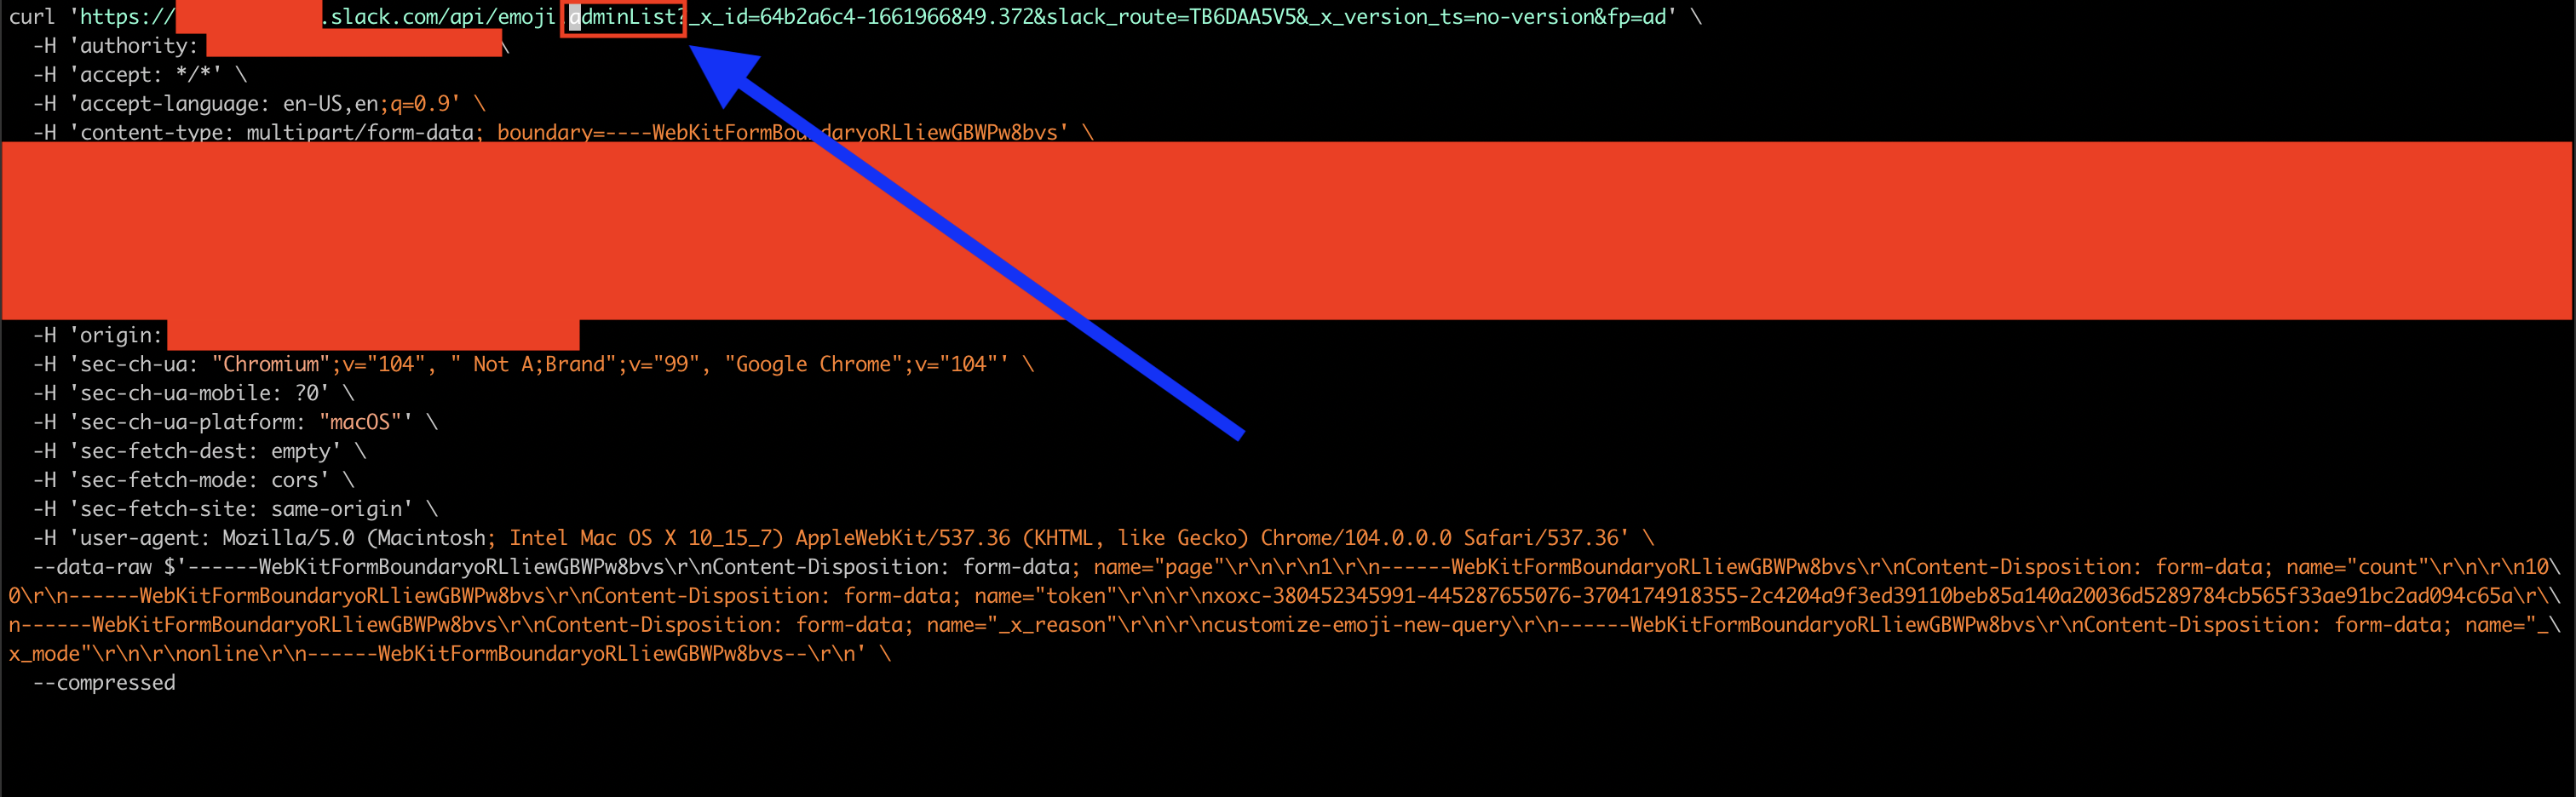 curl 'https:// .slack.com/api/emoji adminList?_x_id=64b2a6c4-1661966849.372&slack_route=TB6DAA5V5&_x_version_ts=no-version&fp=ad' \
-H 'authority: \
-H 'accept: */*' \
-H 'accept-language: en-US,en;q=0.9' \
-H 'content-type: multipart/form-data; boundary=----WebKitFormBoundaryoRLliewGBWPw8bvs' \
-H 'origin:
-H 'sec-ch-ua: "Chromium";v="104", " Not A;Brand";v="99", "Google Chrome";v="104"' \
-H 'sec-ch-ua-mobile: ?0' \
-H 'sec-ch-ua-platform: "macOS"' \
-H 'sec-fetch-dest: empty' \
-H 'sec-fetch-mode: cors' \
-H 'sec-fetch-site: same-origin' \
-H 'user-agent: Mozilla/5.0 (Macintosh; Intel Mac OS X 10_15_7) AppleWebKit/537.36 (KHTML, like Gecko) Chrome/104.0.0.0 Safari/537.36' \
--data-raw $'------WebKitFormBoundaryoRLliewGBWPw8bvs\r\nContent-Disposition: form-data; name="page"\r\n\r\n1\r\n------WebKitFormBoundaryoRLliewGBWPw8bvs\r\nContent-Disposition: form-data; name="count"\r\n\r\n10\
0\r\n------WebKitFormBoundaryoRLliewGBWPw8bvs\r\nContent-Disposition: form-data; name="token"\r\n\r\nxoxc-380452345991-445287655076-3704174918355-2c4204a9f3ed39110beb85a140a20036d5289784cb565f33ae91bc2ad094c65a\r\\
n------WebKitFormBoundaryoRLliewGBWPw8bvs\r\nContent-Disposition: form-data; name="_x_reason"\r\n\r\ncustomize-emoji-new-query\r\n------WebKitFormBoundaryoRLliewGBWPw8bvs\r\nContent-Disposition: form-data; name="_\
x_mode"\r\n\r\nonline\r\n------WebKitFormBoundaryoRLliewGBWPw8bvs--\r\n' \
--compressed